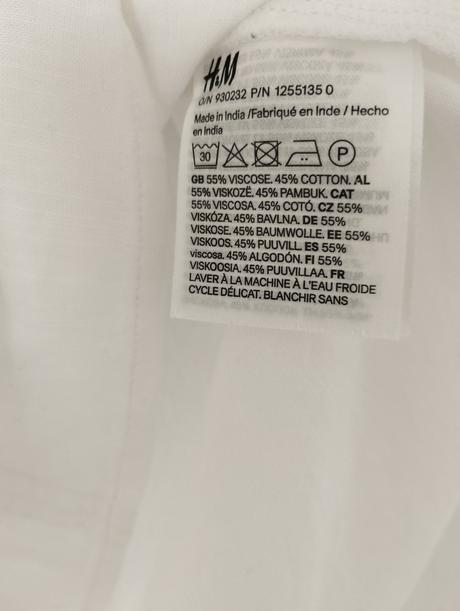 H&M
O/N 930232 P/N 1255135 0
Made in India /Fabriqué en Inde / Hecho
en India
30 P
GB 55% VISCOSE. 45% COTTON. AL
55% VISKOZË. 45% PAMBUK. CAT
55% VISCOSA. 45% COTÓ. CZ 55%
VISKÓZA. 45% BAVLNA. DE 55%
VISKOSE. 45% BAUMWOLLE. EE 55%
VISKOOS. 45% PUUVILL. ES 55%
viscosa. 45% ALGODÓN. FI 55%
VISKOOSIA. 45% PUUVILLAA. FR
LAVER À LA MACHINE À L'EAU FROIDE
CYCLE DÉLICAT. BLANCHIR SANS